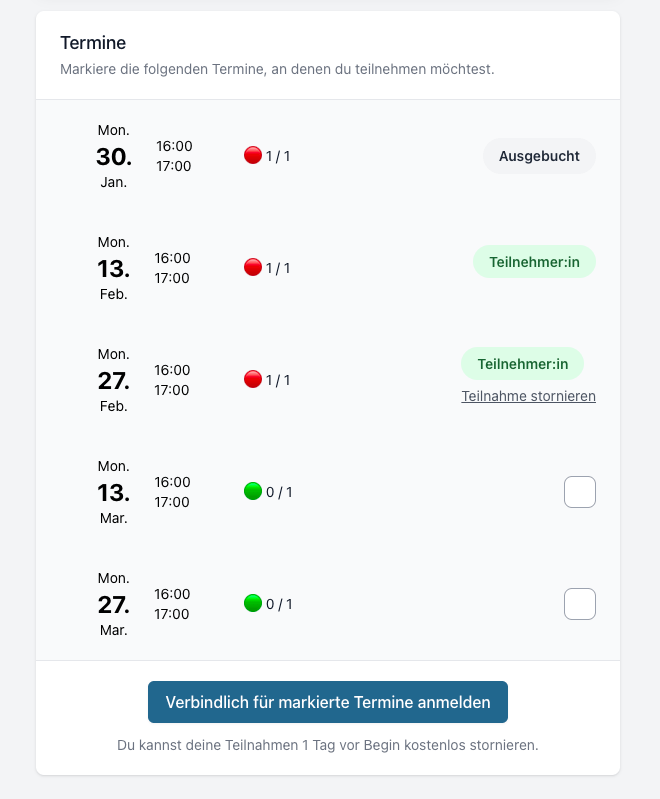 Termine
Markiere die folgenden Termine, an denen du teilnehmen möchtest.
Mon.
30.
Jan.
16:00
17:00
1 / 1
Ausgebucht
Mon.
13.
Feb.
16:00
17:00
1 / 1
Teilnehmer:in
Mon.
27.
Feb.
16:00
17:00
1 / 1
Teilnehmer:in
Teilnahme stornieren
Mon.
13.
Mar.
16:00
17:00
0 / 1
Mon.
27.
Mar.
16:00
17:00
0 / 1
Verbindlich für markierte Termine anmelden
Du kannst deine Teilnahmen 1 Tag vor Begin kostenlos stornieren.